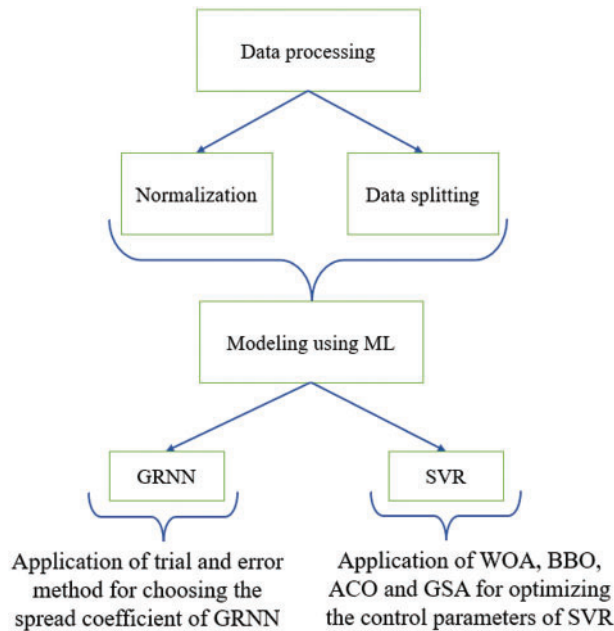 Data processing
Normalization
Data splitting
Modeling using ML
GRNN
SVR
Application of trial and error
method for choosing the
spread coefficient of GRNN
Application of WOA, BBO,
ACO and GSA for optimizing
the control parameters of SVR